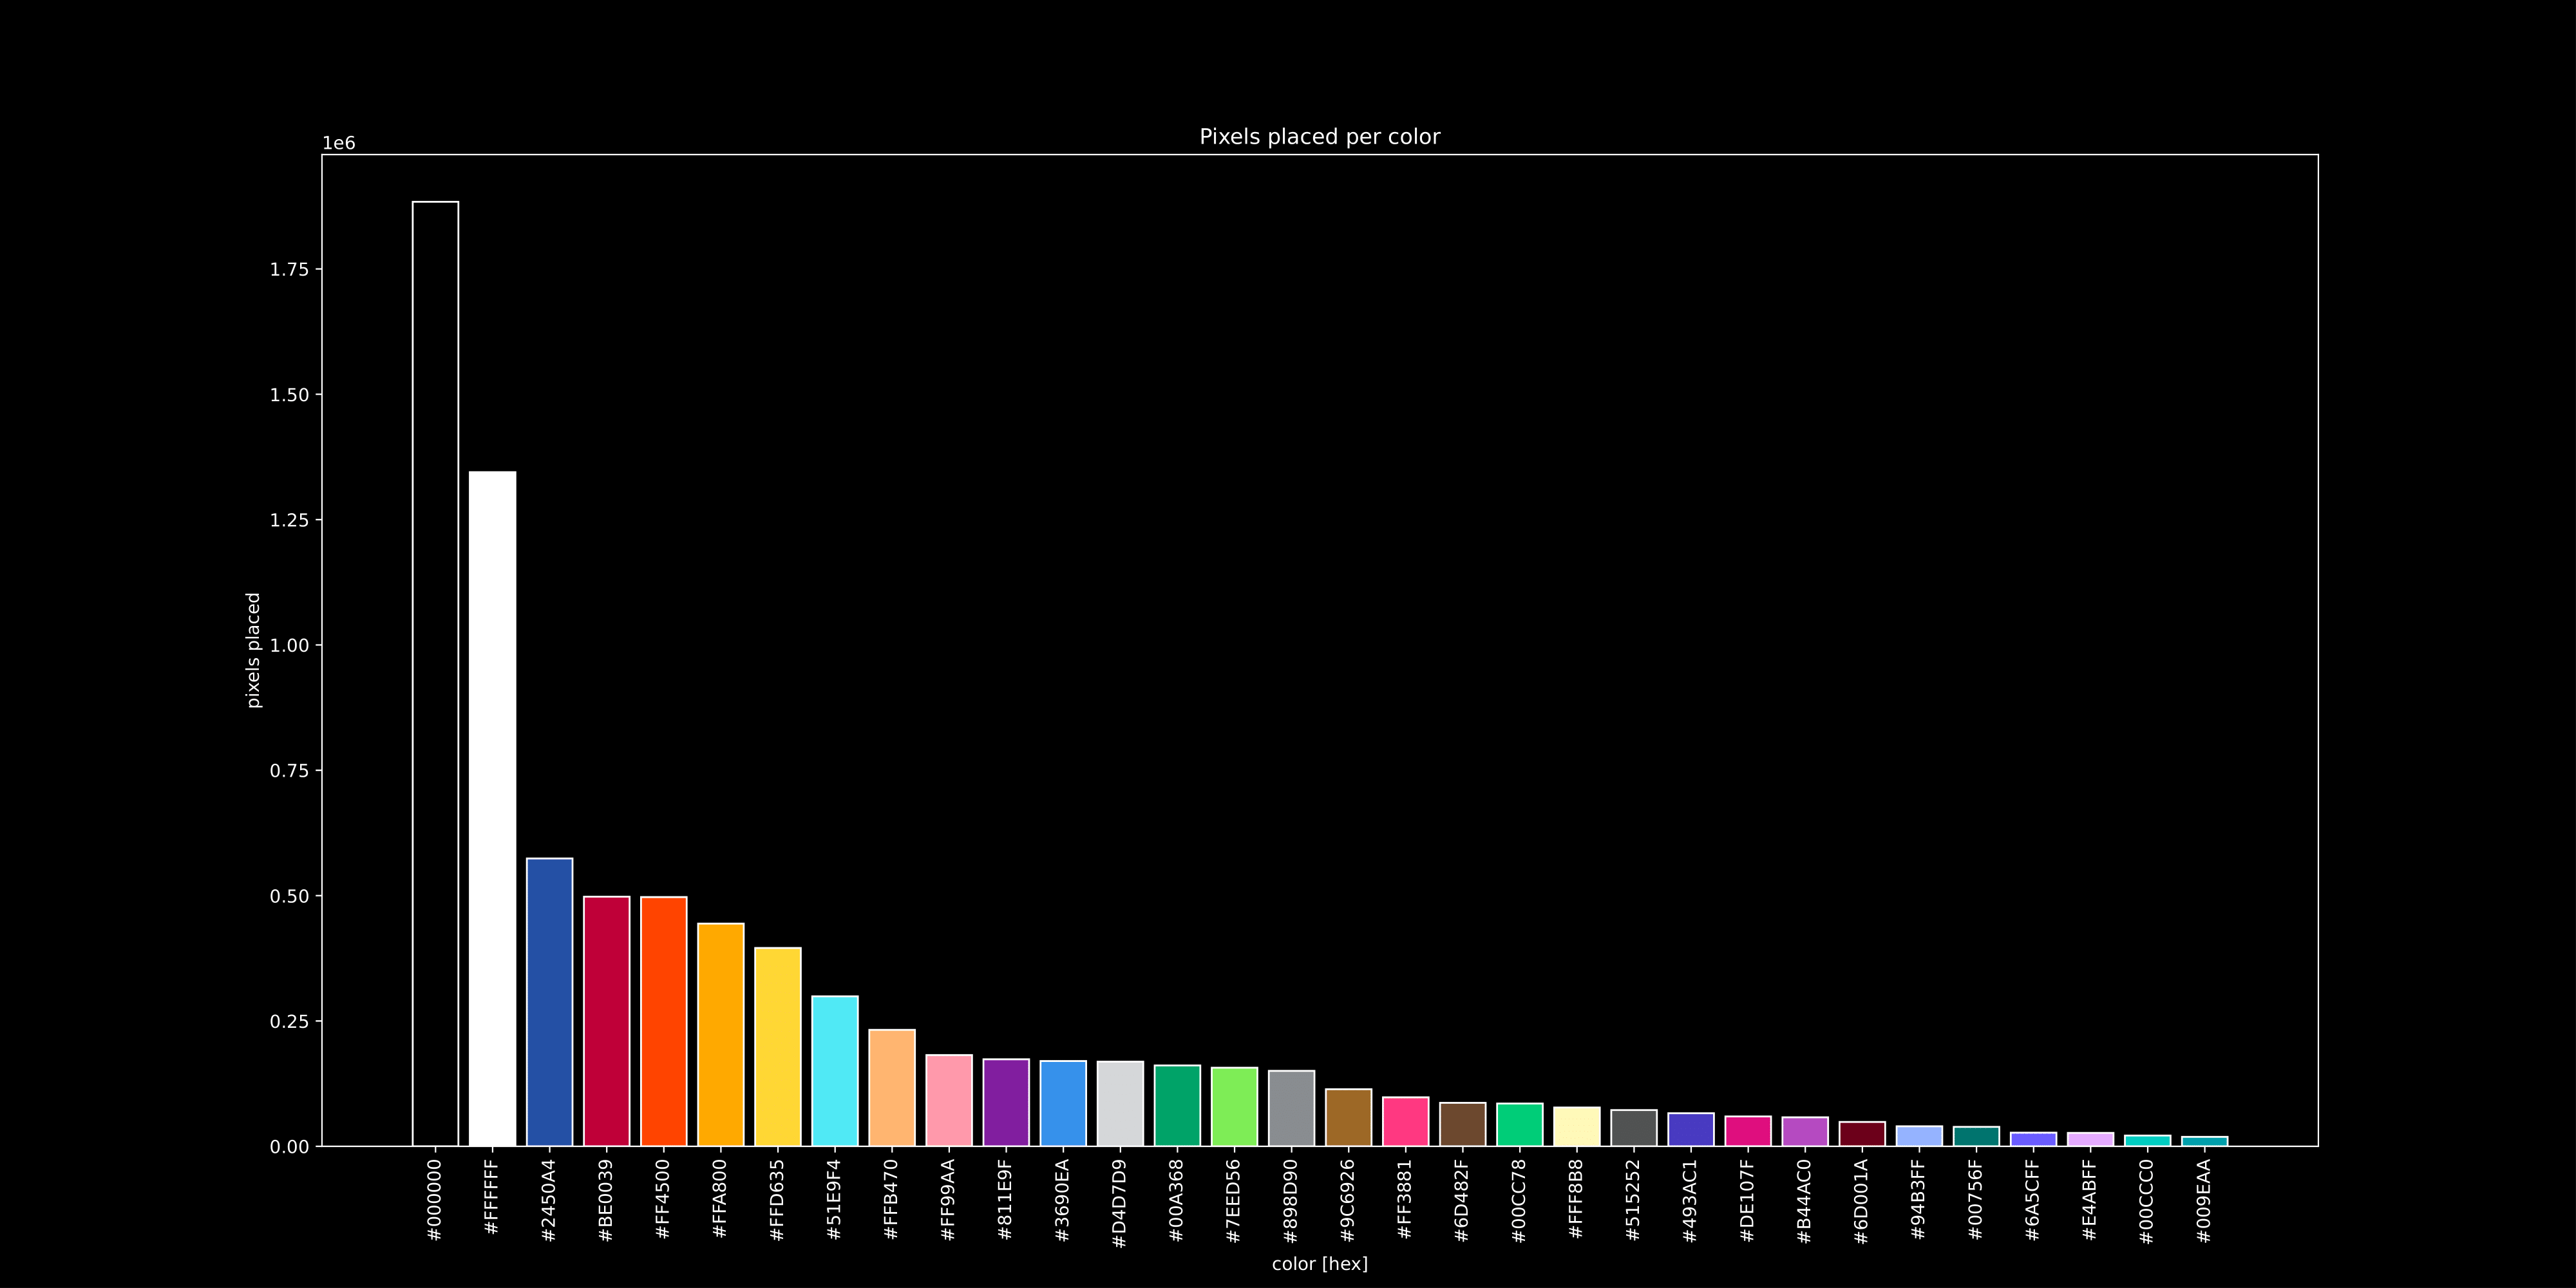 Pixels placed per color
1e6
1.75
1.50
1.25
1.00
0.75
0.50
0.25
0.00
pixels placed
#000000
#FFFFFF
#2450A4
#BE0039
#FF4500
#FFA800
#FFD635
#51E9F4
#FFB470
#FF99AA
#811E9F
#3690EA
#D4D7D9
#00A368
#7EED56
#898D90
#9C6926
#FF3881
#6D482F
#00CC78
#FFF8B8
#515252
#493AC1
#DE107F
#B44AC0
#6D001A
#94B3FF
#00756F
#6A5CFF
#E4ABFF
#00CCC0
#009EAA
color [hex]